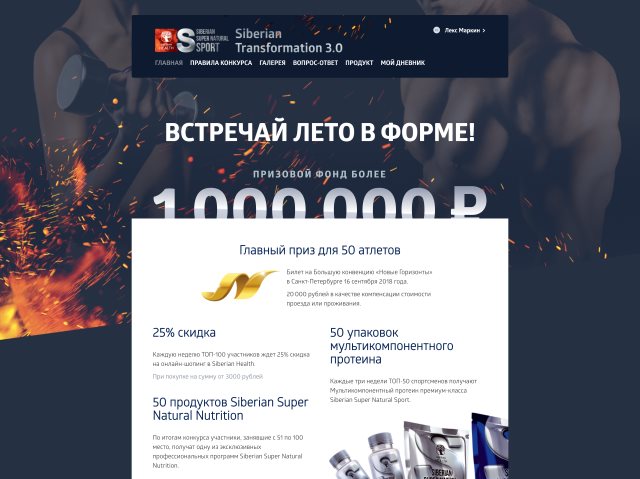 SIBERIAN
SUPER NATURAL
SPORT
Siberian
Transformation 3.0
Лекс Маркин >
ГЛАВНАЯ ПРАВИЛА КОНКУРСА ГАЛЕРЕЯ ВОПРОС-ОТВЕТ ПРОДУКТ МОЙ ДНЕВНИК
ВСТРЕЧАЙ ЛЕТО В ФОРМЕ!
ПРИЗОВОЙ ФОНД БОЛЕЕ
1 000 000 ₽
Главный приз для 50 атлетов
Билет на Большую конвенцию «Новые Горизонты»
в Санкт-Петербурге 16 сентября 2018 года.
20 000 рублей в качестве компенсации стоимости
проезда или проживания.
25% скидка
Каждую неделю ТОП-100 участников ждет 25% скидка
на онлайн-шопинг в Siberian Health.
При покупке на сумму от 3000 рублей!
50 продуктов Siberian Super
Natural Nutrition
По итогам конкурса участники, занявшие с 51 по 100
место, получат одну из эксклюзивных
профессиональных программ Siberian Super Natural
Nutrition.
50 упаковок
мультикомпонентного
протеина
Каждые три недели ТОП-50 спортсменов получают
Мультикомпонентный протеин премиум-класса
Siberian Super Natural Sport.
SIBERIAN